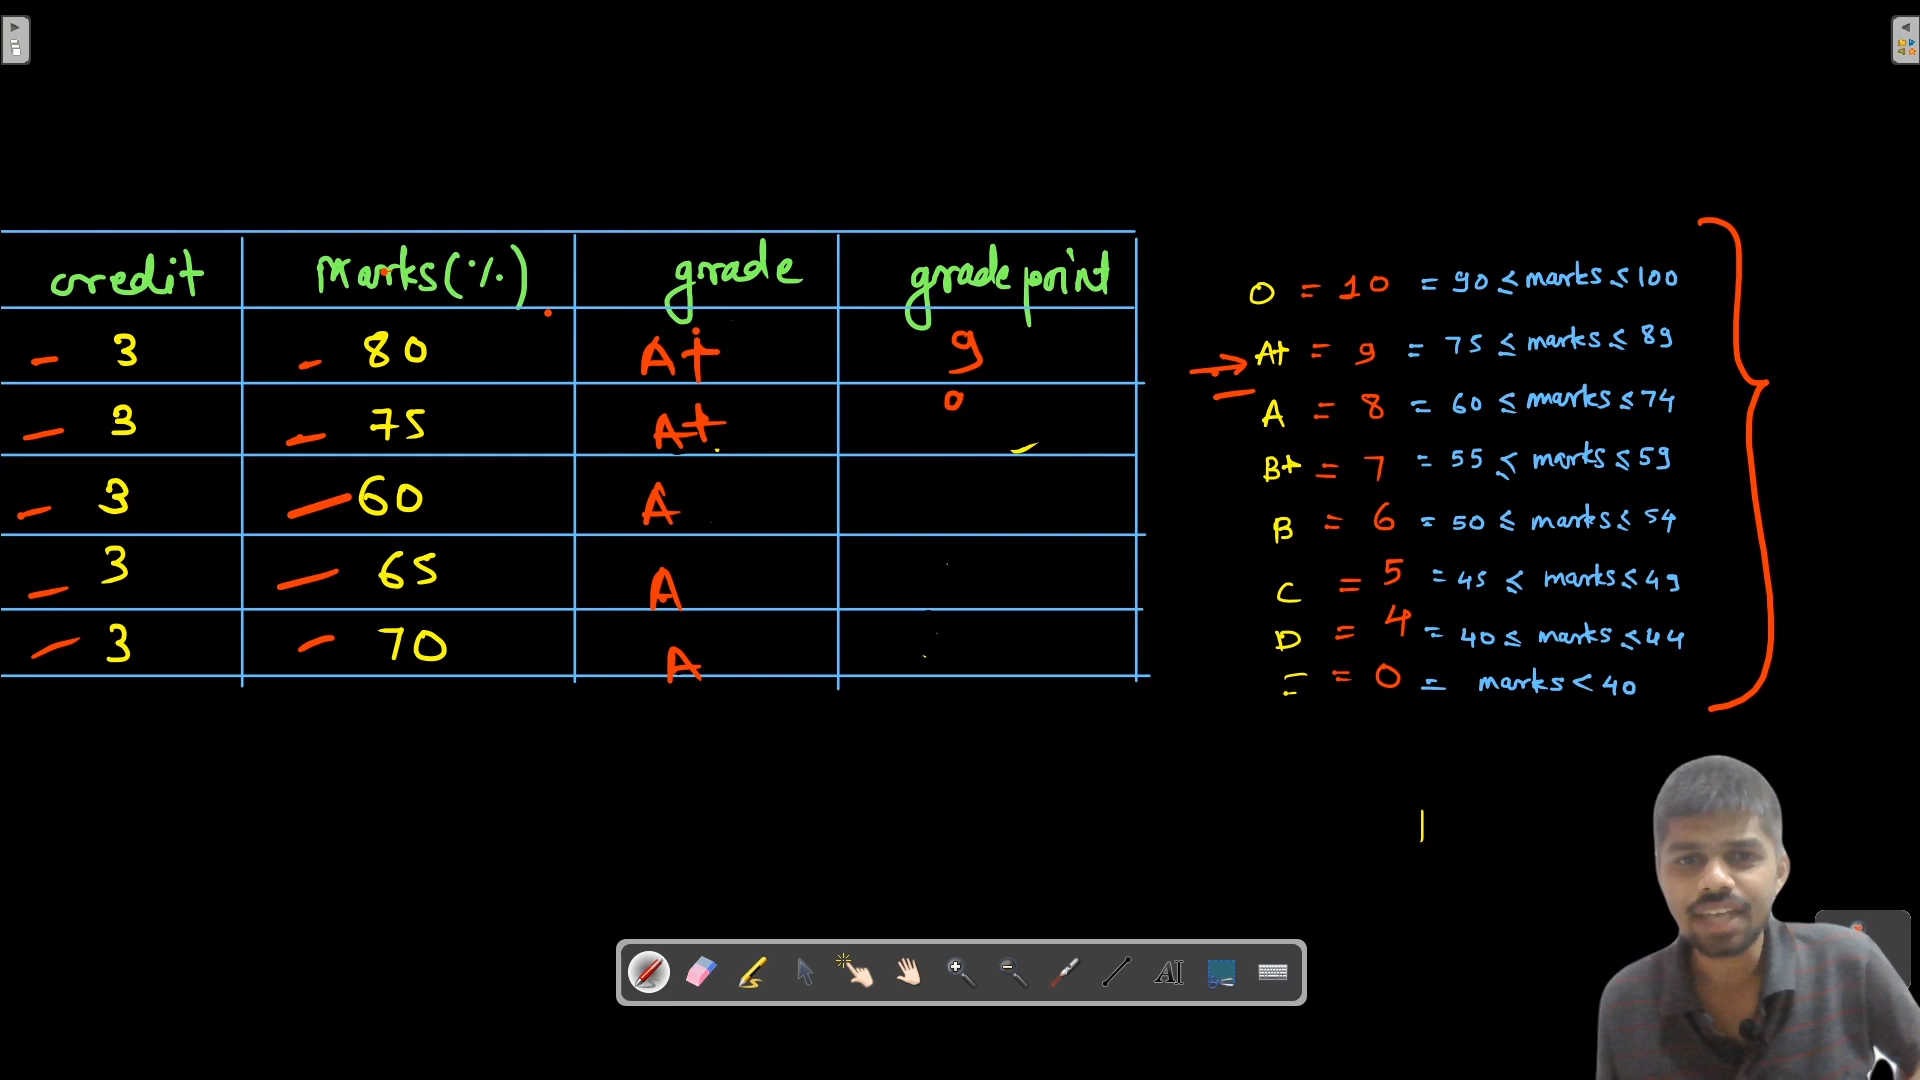 credit marks(%) grade grade point
- 3 - 80 A+ 9
- 3 - 75 A+ 0
- 3 - 60 A
- 3 - 65 A
- 3 - 70 A
O = 10 = 90 ≤ marks ≤ 100
→ A+ = 9 = 75 ≤ marks ≤ 89
A = 8 = 60 ≤ marks ≤ 74
B+ = 7 = 55 ≤ marks ≤ 59
B = 6 = 50 ≤ marks ≤ 54
C = 5 = 45 ≤ marks ≤ 49
D = 4 = 40 ≤ marks ≤ 44
= 0 = marks < 40
AI